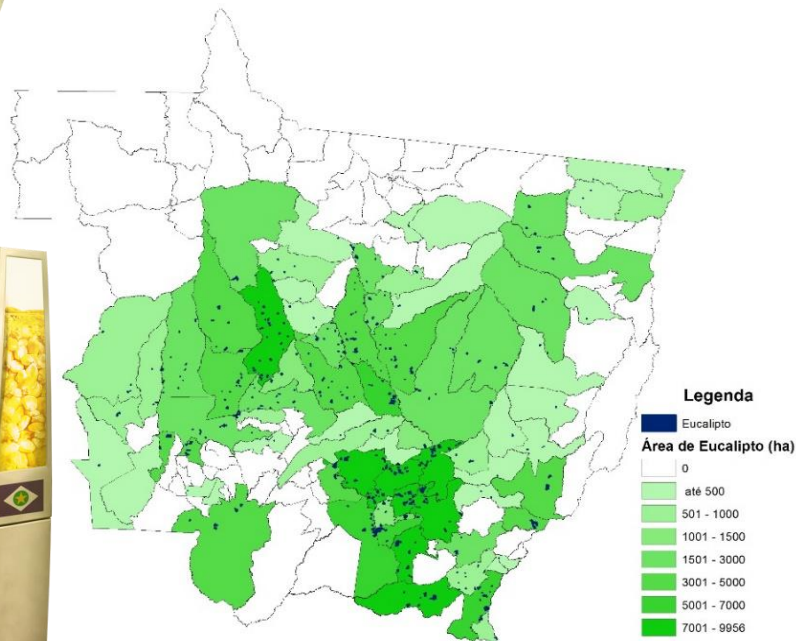 Legenda
Eucalipto
Área de Eucalipto (ha)
0
até 500
501 - 1000
1001 - 1500
1501 - 3000
3001 - 5000
5001 - 7000
7001 - 9956